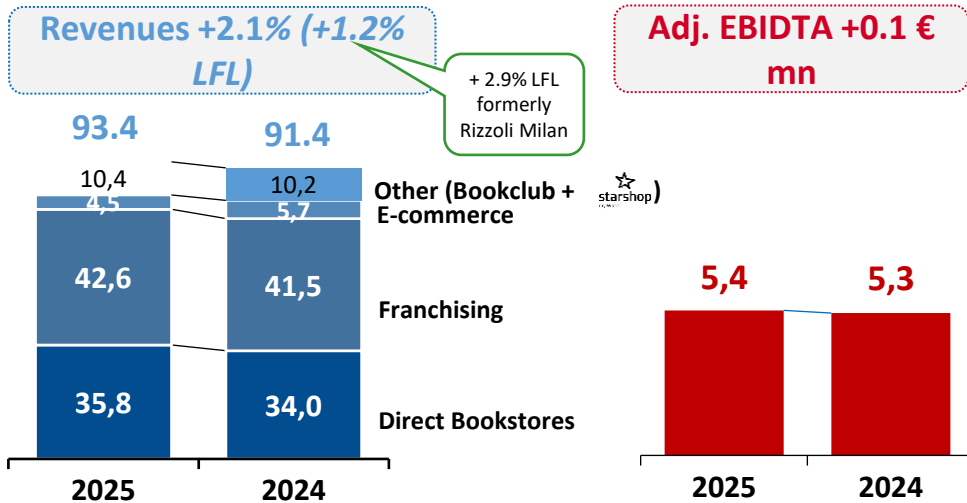 Revenues +2.1% (+1.2%
LFL)
+ 2.9% LFL
formerly
Rizzoli Milan
Adj. EBIDTA +0.1 €
mn
93.4
91.4
10,4
10,2
Other (Bookclub + starshop)
4,5
5,7
E-commerce
42,6
41,5
Franchising
35,8
34,0
Direct Bookstores
2025
2024
5,4
5,3
2025
2024